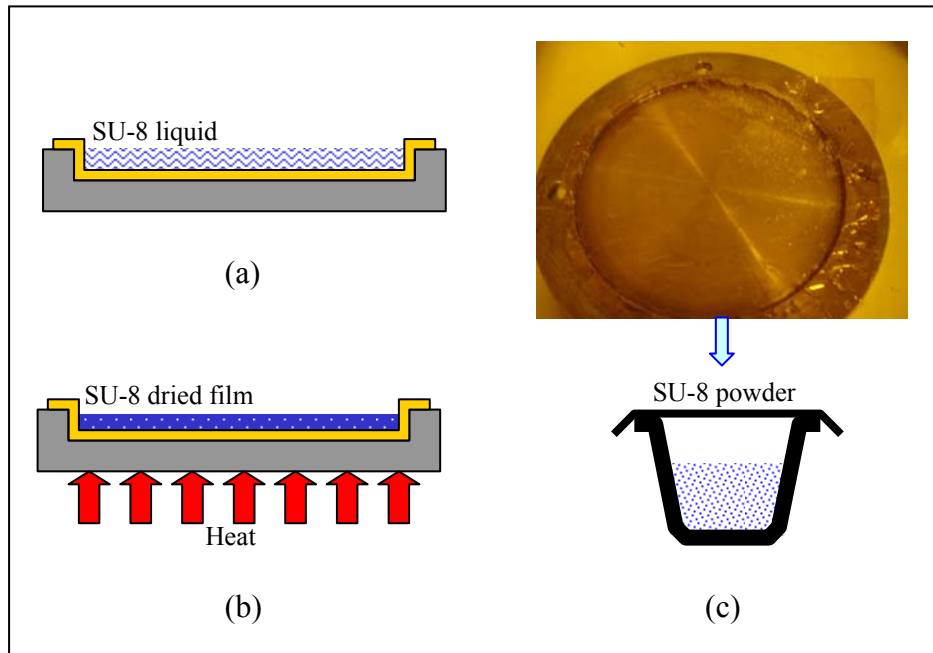 SU-8 liquid
(a)
SU-8 dried film
Heat
(b)
SU-8 powder
(c)